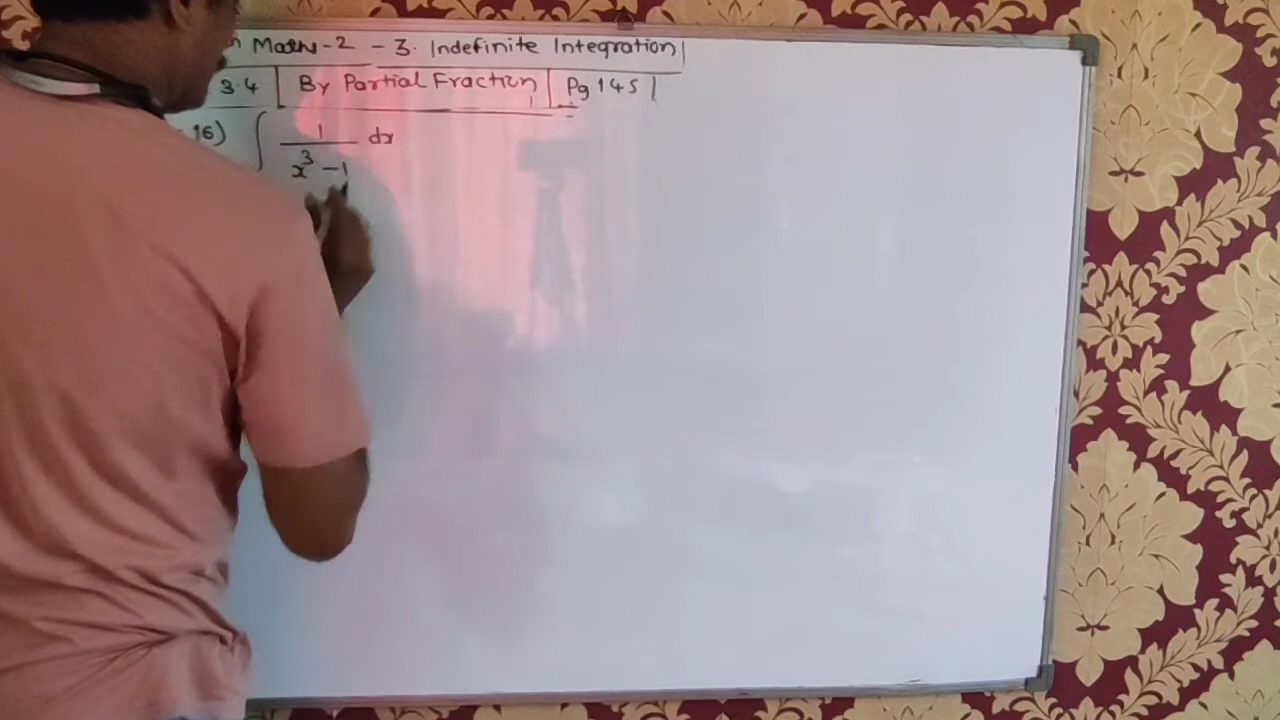 Maths-2 - 3. Indefinite Integration
3.4 By Partial Fraction Pg 145
16) ∫ 1/(x³ - 1) dx